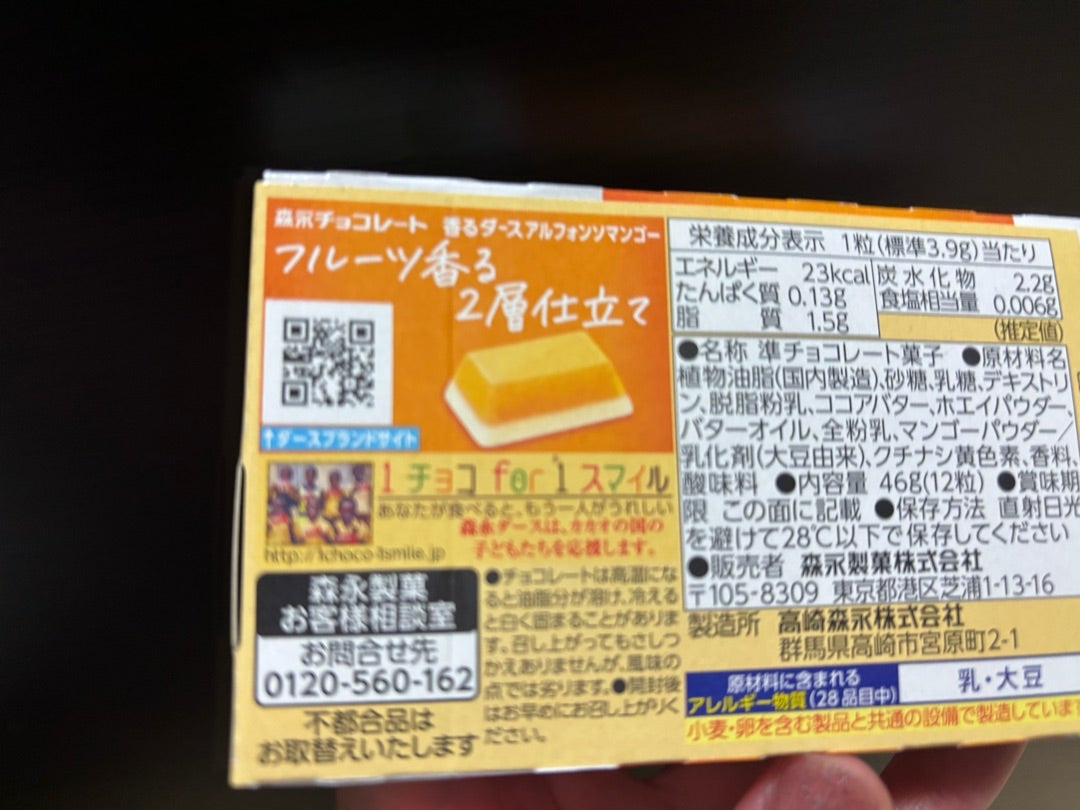 森永チョコレート 香るダースアルフォンソマンゴー
フルーツ香る
2層仕立て
↑ダースブランドサイト
1チョコ for 1スマイル
あなたが食べると、もう一人がうれしい
森永ダースは、カカオの国の
子どもたちを応援します。
http://1choco-1smile.jp
森永製菓
お客様相談室
お問合せ先
0120-560-162
不都合品は
お取替えいたします
●チョコレートは高温にな
ると油脂分が溶け、冷える
と白く固まることがありま
す。召し上がってもさしつ
かえありませんが、風味の
点では劣ります。●開封後
はお早めにお召し上がりく
ださい。
栄養成分表示 1粒(標準3.9g)当たり
エネルギー 23kcal 炭水化物 2.2g
たんぱく質 0.13g 食塩相当量 0.006g
脂質 1.5g
(推定値)
●名称 準チョコレート菓子 ●原材料名
植物油脂(国内製造)、砂糖、乳糖、デキストリ
ン、脱脂粉乳、ココアバター、ホエイパウダー、
バターオイル、全粉乳、マンゴーパウダー／
乳化剤(大豆由来)、クチナシ黄色素、香料、
酸味料 ●内容量 46g(12粒) ●賞味期
限 この面に記載 ●保存方法 直射日光
を避けて28℃以下で保存してください
●販売者 森永製菓株式会社
〒105-8309 東京都港区芝浦1-13-16
製造所 高崎森永株式会社
群馬県高崎市宮原町2-1
原材料に含まれる
アレルギー物質(28品目中)
乳・大豆
小麦・卵を含む製品と共通の設備で製造しています